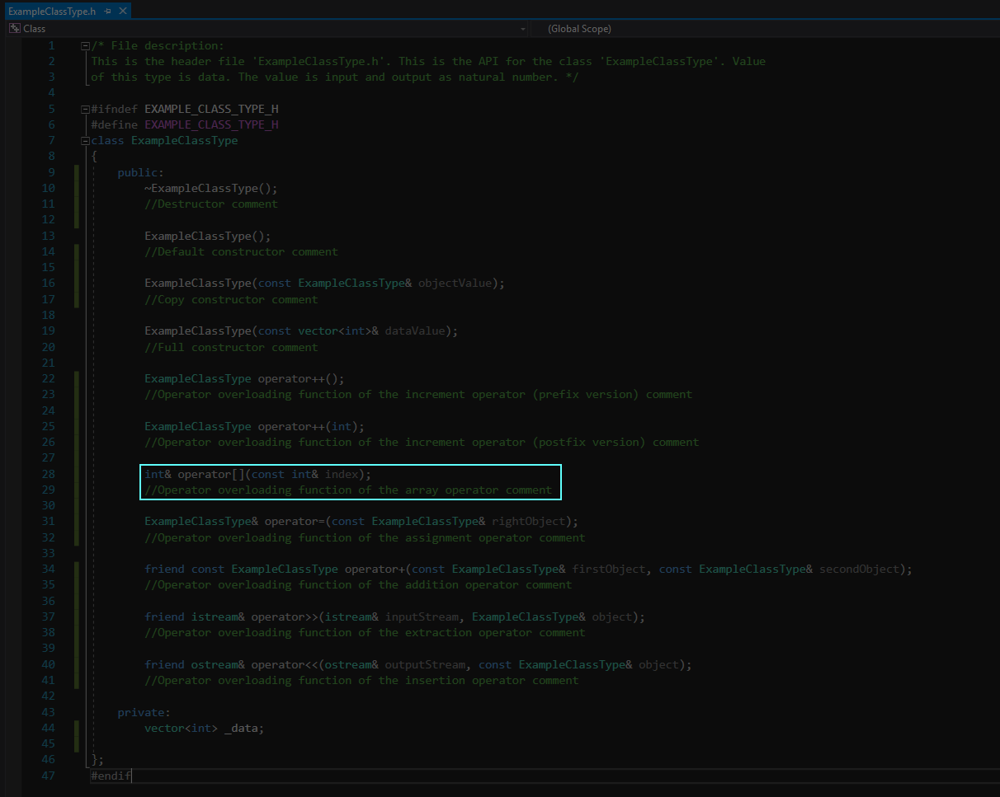 ExampleClassType.h
Class
(Global Scope)
1 /* File description:
2 This is the header file 'ExampleClassType.h'. This is the API for the class 'ExampleClassType'. Value
3 of this type is data. The value is input and output as natural number. */
4
5 #ifndef EXAMPLE_CLASS_TYPE_H
6 #define EXAMPLE_CLASS_TYPE_H
7 class ExampleClassType
8 {
9 public:
10 ~ExampleClassType();
11 //Destructor comment
12
13 ExampleClassType();
14 //Default constructor comment
15
16 ExampleClassType(const ExampleClassType& objectValue);
17 //Copy constructor comment
18
19 ExampleClassType(const vector<int>& dataValue);
20 //Full constructor comment
21
22 ExampleClassType operator++();
23 //Operator overloading function of the increment operator (prefix version) comment
24
25 ExampleClassType operator++(int);
26 //Operator overloading function of the increment operator (postfix version) comment
27
28 int& operator[](const int& index);
29 //Operator overloading function of the array operator comment
30
31 ExampleClassType& operator=(const ExampleClassType& rightObject);
32 //Operator overloading function of the assignment operator comment
33
34 friend const ExampleClassType operator+(const ExampleClassType& firstObject, const ExampleClassType& secondObject);
35 //Operator overloading function of the addition operator comment
36
37 friend istream& operator>>(istream& inputStream, ExampleClassType& object);
38 //Operator overloading function of the extraction operator comment
39
40 friend ostream& operator<<(ostream& outputStream, const ExampleClassType& object);
41 //Operator overloading function of the insertion operator comment
42
43 private:
44 vector<int> _data;
45
46 };
47 #endif